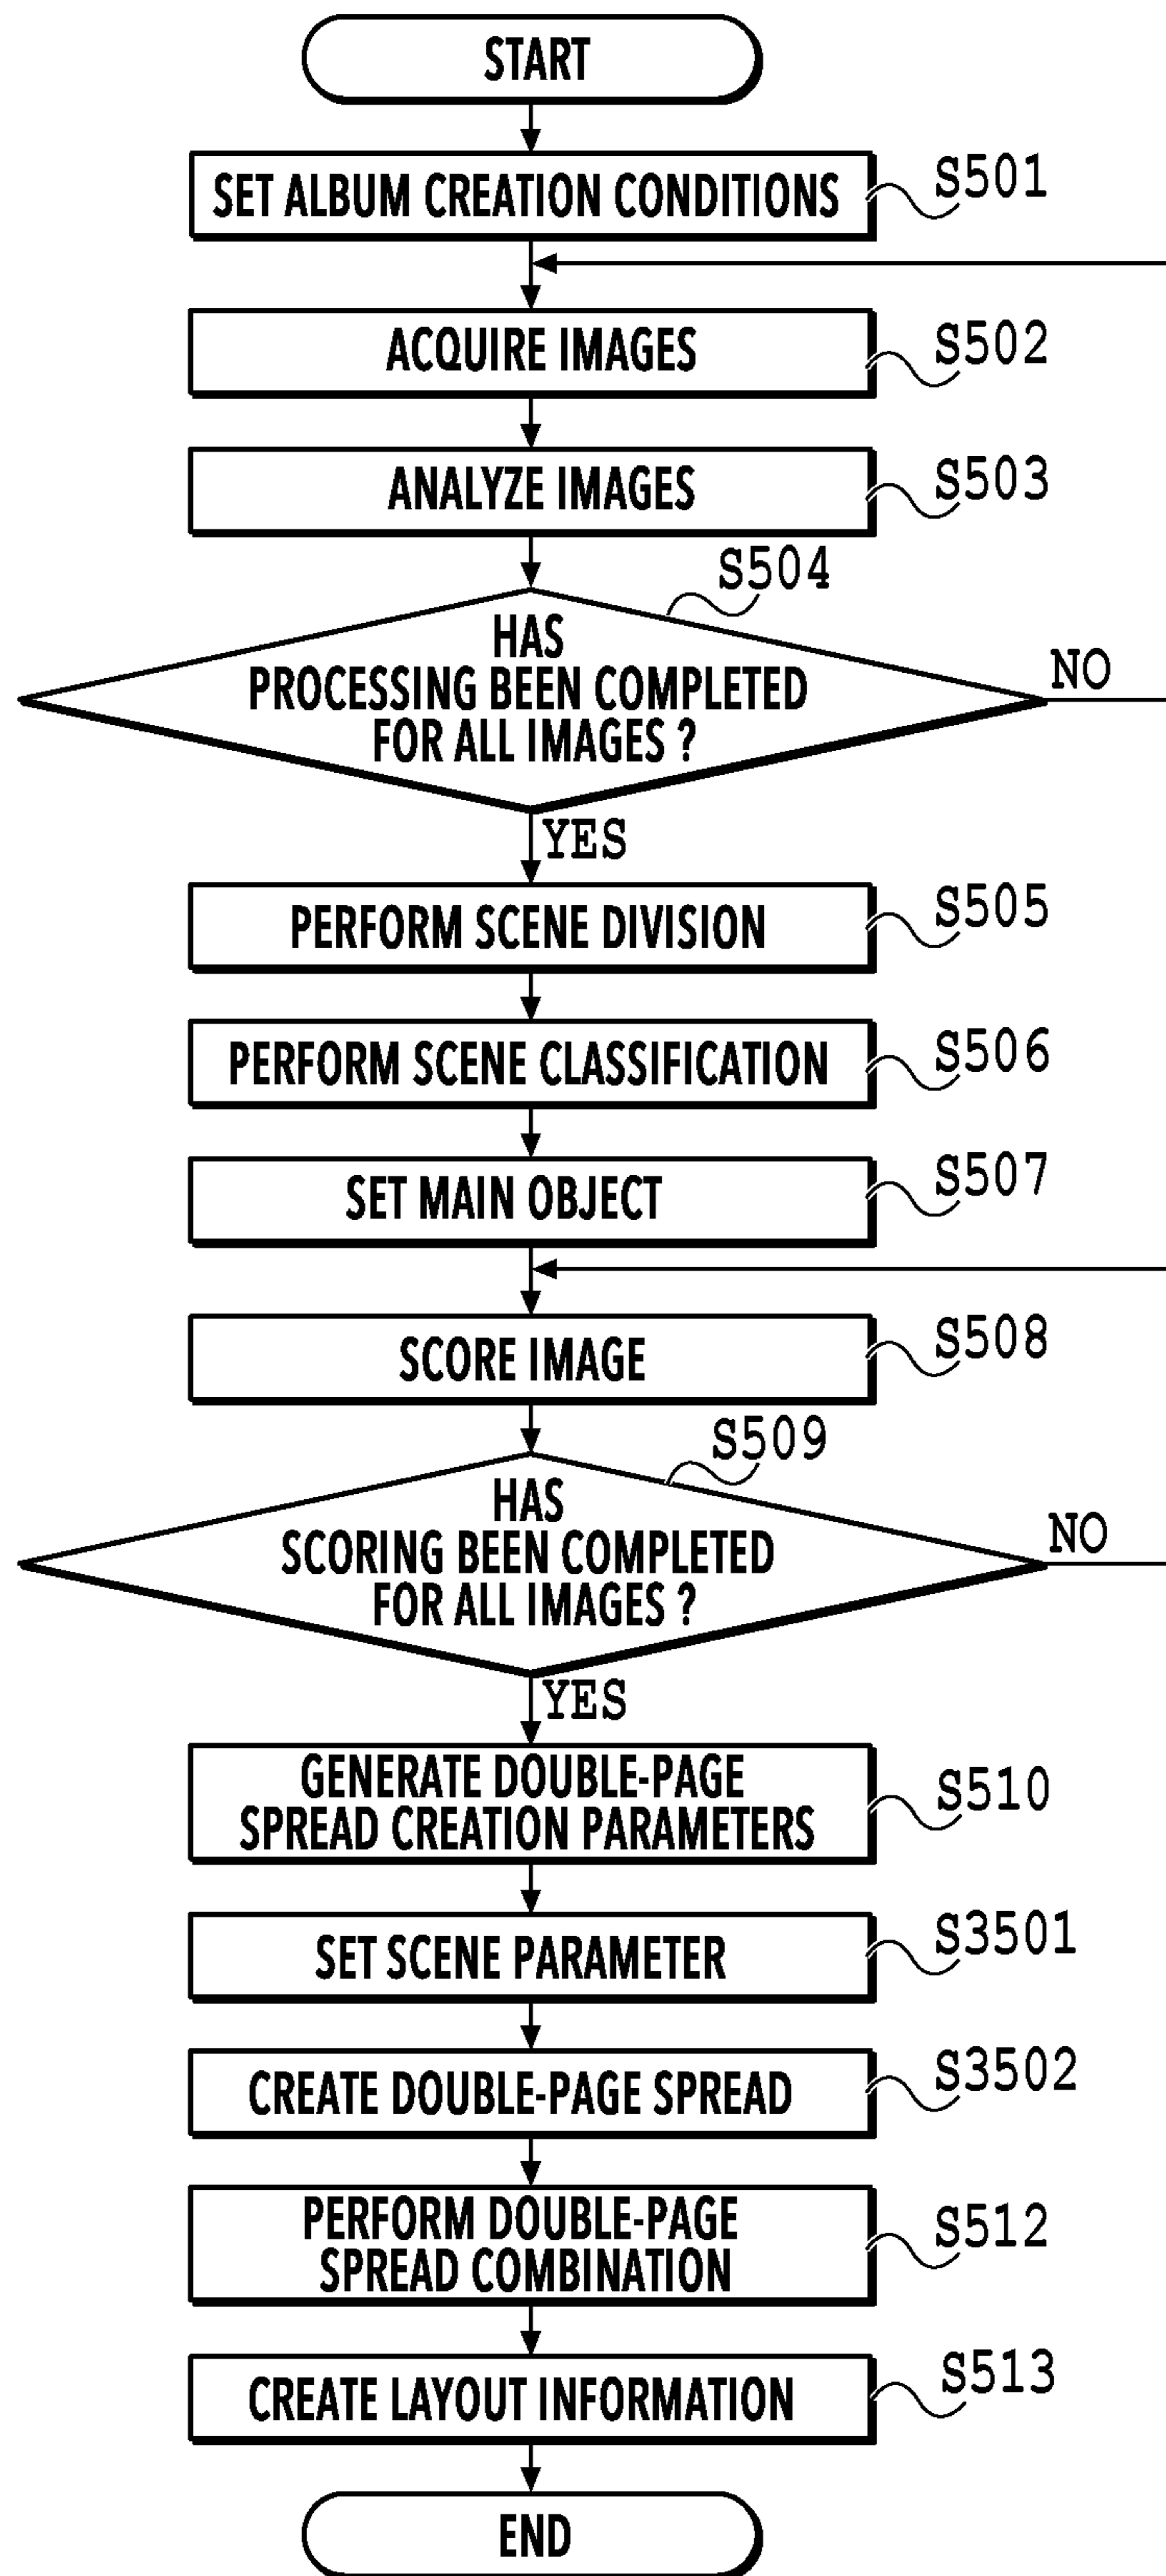 START
SET ALBUM CREATION CONDITIONS
S501
ACQUIRE IMAGES
S502
ANALYZE IMAGES
S503
S504
HAS
PROCESSING BEEN COMPLETED
FOR ALL IMAGES ?
NO
YES
PERFORM SCENE DIVISION
S505
PERFORM SCENE CLASSIFICATION
S506
SET MAIN OBJECT
S507
SCORE IMAGE
S508
S509
HAS
SCORING BEEN COMPLETED
FOR ALL IMAGES ?
NO
YES
GENERATE DOUBLE-PAGE
SPREAD CREATION PARAMETERS
S510
SET SCENE PARAMETER
S3501
CREATE DOUBLE-PAGE SPREAD
S3502
PERFORM DOUBLE-PAGE
SPREAD COMBINATION
S512
CREATE LAYOUT INFORMATION
S513
END